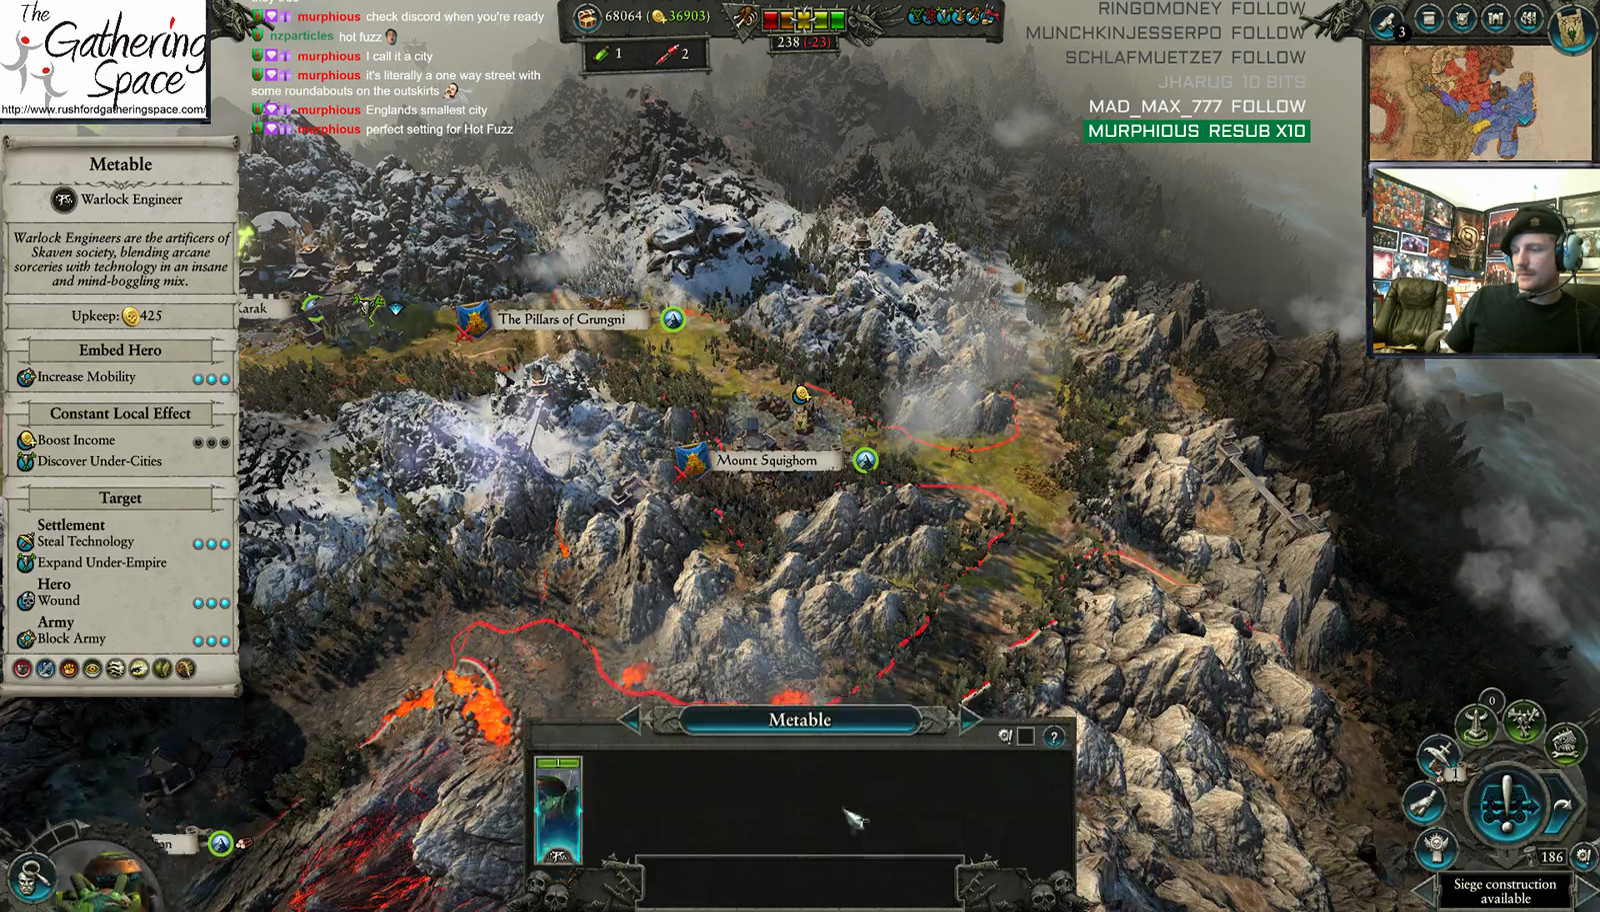 The
Gathering
Space
http://www.rushfordgatheringspace.com/
murphious check discord when you're ready
nzparticles hot fuzz
murphious I call it a city
murphious it's literally a one way street with
some roundabouts on the outskirts
murphious Englands smallest city
murphious perfect setting for Hot Fuzz
68064 (36903)
1
2
238 (-23)
RINGOMONEY FOLLOW
MUNCHKINJESSERPO FOLLOW
SCHLAFMUETZE7 FOLLOW
JHARUG 10 BITS
MAD_MAX_777 FOLLOW
MURPHIOUS RESUB X10
3
Metable
Warlock Engineer
Warlock Engineers are the artificers of
Skaven society, blending arcane
sorceries with technology in an insane
and mind-boggling mix.
Upkeep: 425
Embed Hero
Increase Mobility
Constant Local Effect
Boost Income
Discover Under-Cities
Target
Settlement
Steal Technology
Expand Under-Empire
Hero
Wound
Army
Block Army
The Pillars of Grungni
Mount Squighorn
Metable
?
1
0
1
186
Siege construction
available